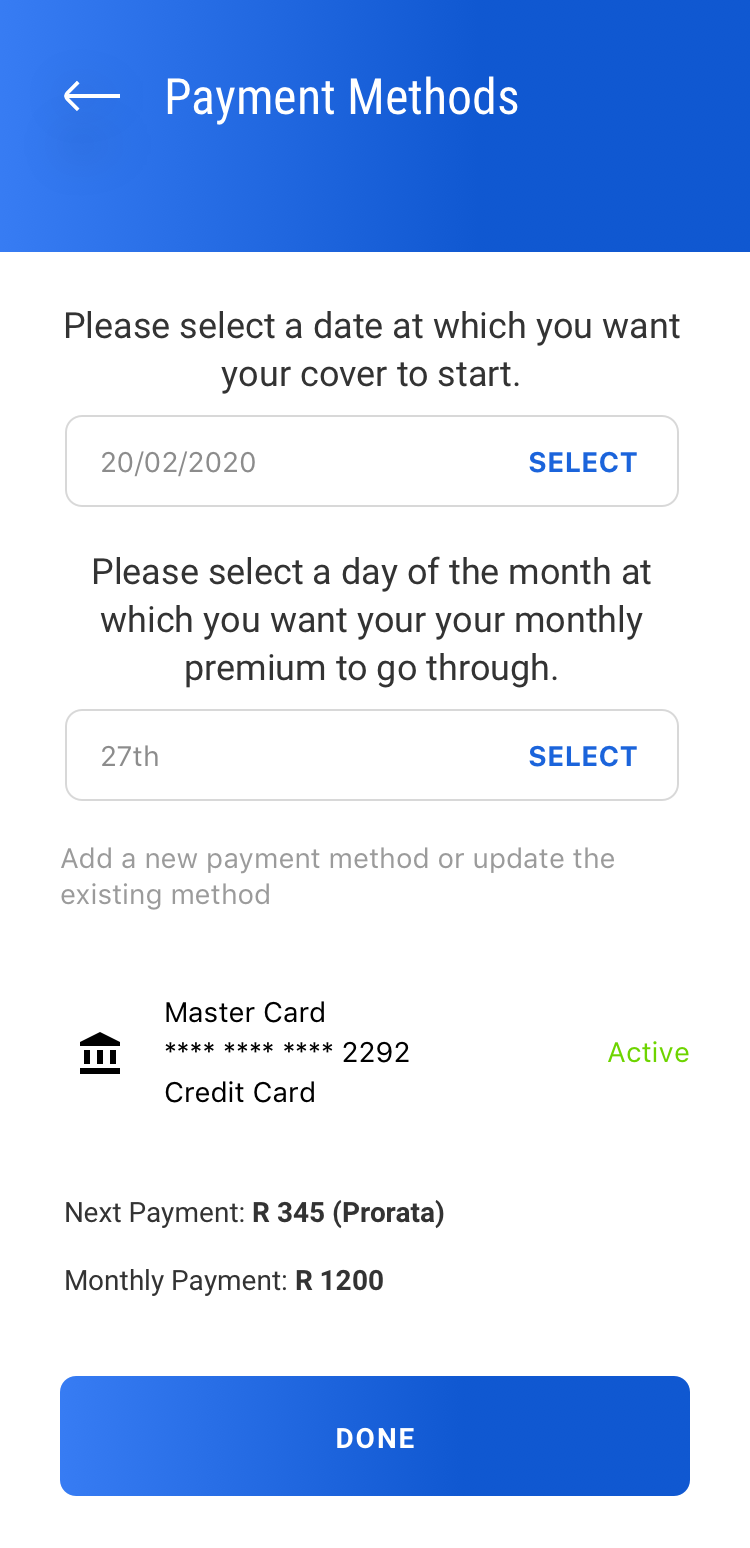 Payment Methods
Please select a date at which you want
your cover to start.
20/02/2020 SELECT
Please select a day of the month at
which you want your your monthly
premium to go through.
27th SELECT
Add a new payment method or update the
existing method
Master Card
**** **** **** 2292
Credit Card
Active
Next Payment: R 345 (Prorata)
Monthly Payment: R 1200
DONE